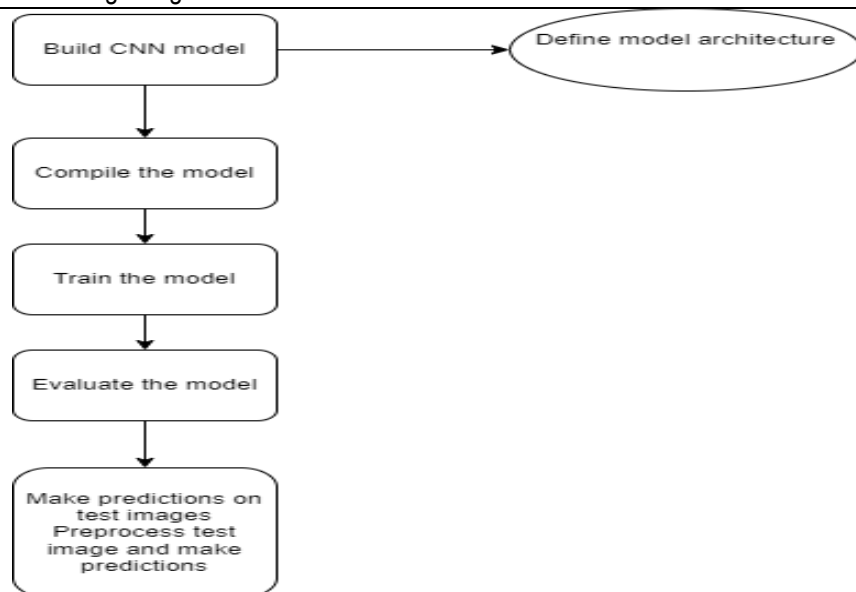 Build CNN model
Define model architecture
Compile the model
Train the model
Evaluate the model
Make predictions on
test images
Preprocess test
image and make
predictions